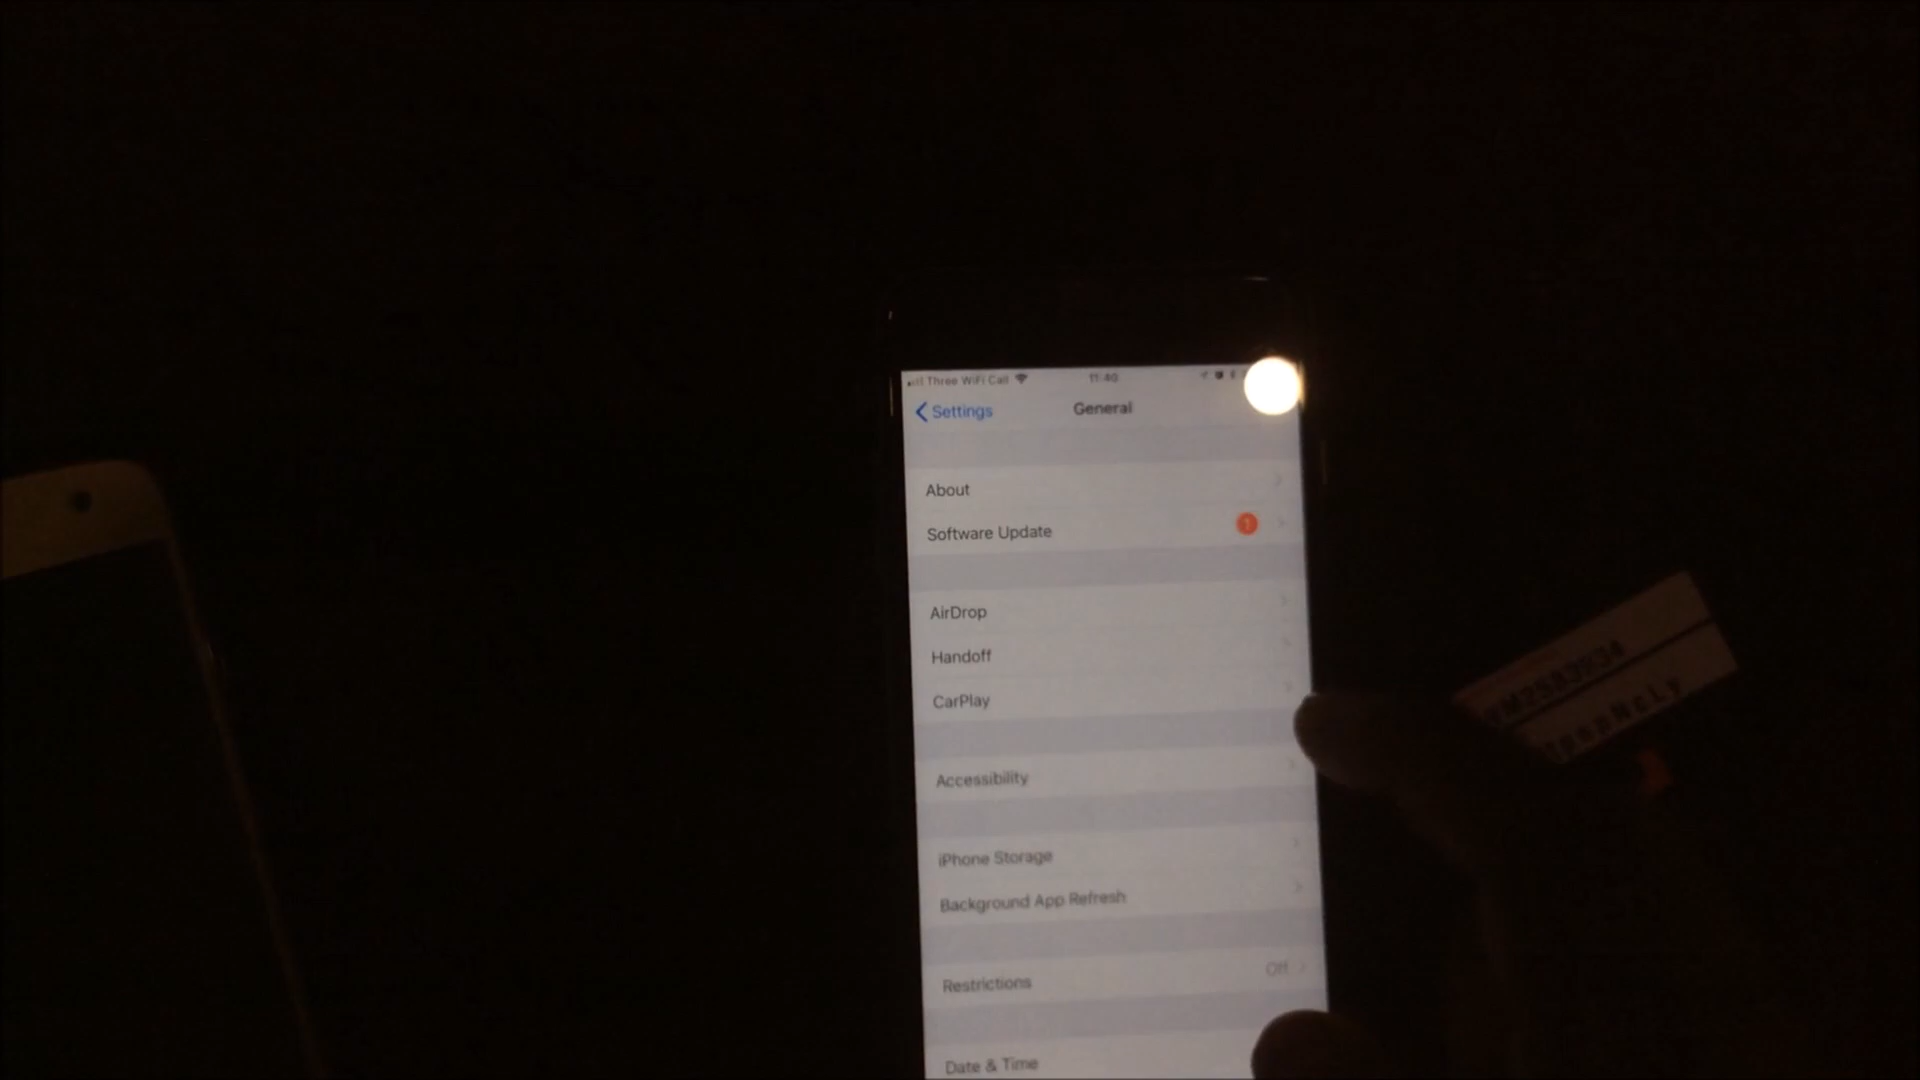 Three WiFi Call
11:40
Settings
General
About
Software Update
1
AirDrop
Handoff
CarPlay
Accessibility
iPhone Storage
Background App Refresh
Restrictions
Off
Date & Time